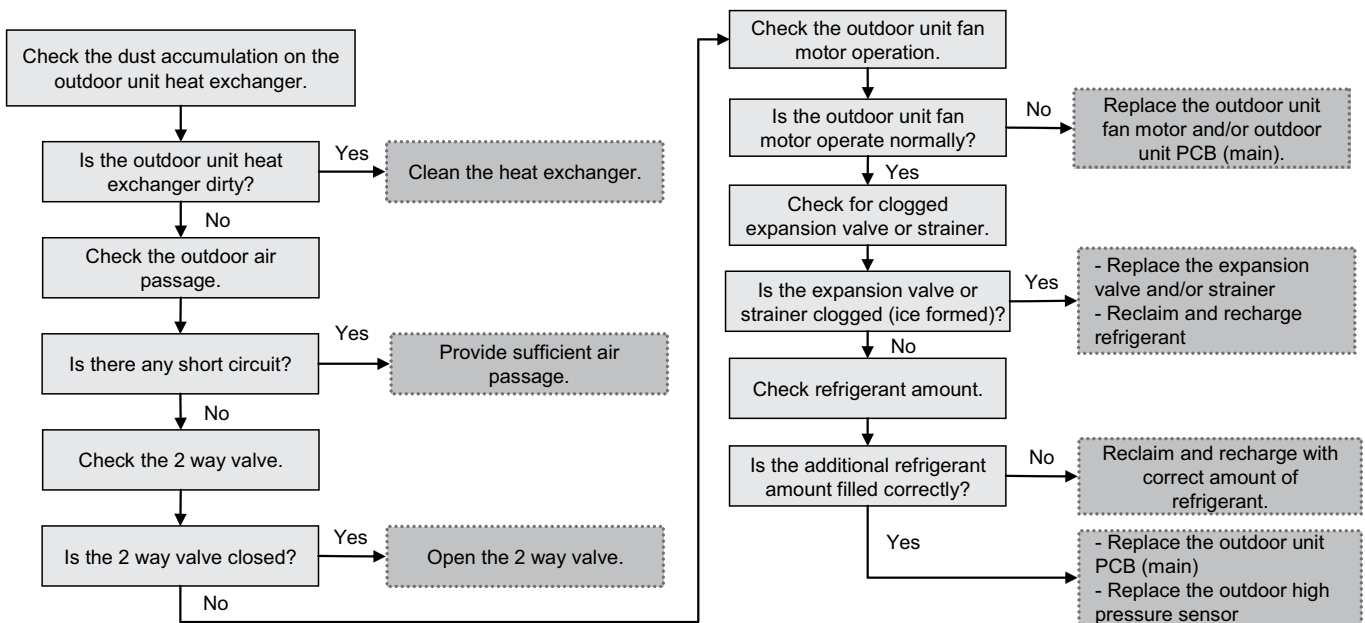 Check the dust accumulation on the
outdoor unit heat exchanger.
Is the outdoor unit heat
exchanger dirty?
Yes
Clean the heat exchanger.
No
Check the outdoor air
passage.
Is there any short circuit?
Yes
Provide sufficient air
passage.
No
Check the 2 way valve.
Is the 2 way valve closed?
Yes
Open the 2 way valve.
No
Check the outdoor unit fan
motor operation.
Is the outdoor unit fan
motor operate normally?
No
Replace the outdoor unit
fan motor and/or outdoor
unit PCB (main).
Yes
Check for clogged
expansion valve or strainer.
Is the expansion valve or
strainer clogged (ice formed)?
Yes
- Replace the expansion
valve and/or strainer
- Reclaim and recharge
refrigerant
No
Check refrigerant amount.
Is the additional refrigerant
amount filled correctly?
No
Reclaim and recharge with
correct amount of
refrigerant.
Yes
- Replace the outdoor unit
PCB (main)
- Replace the outdoor high
pressure sensor